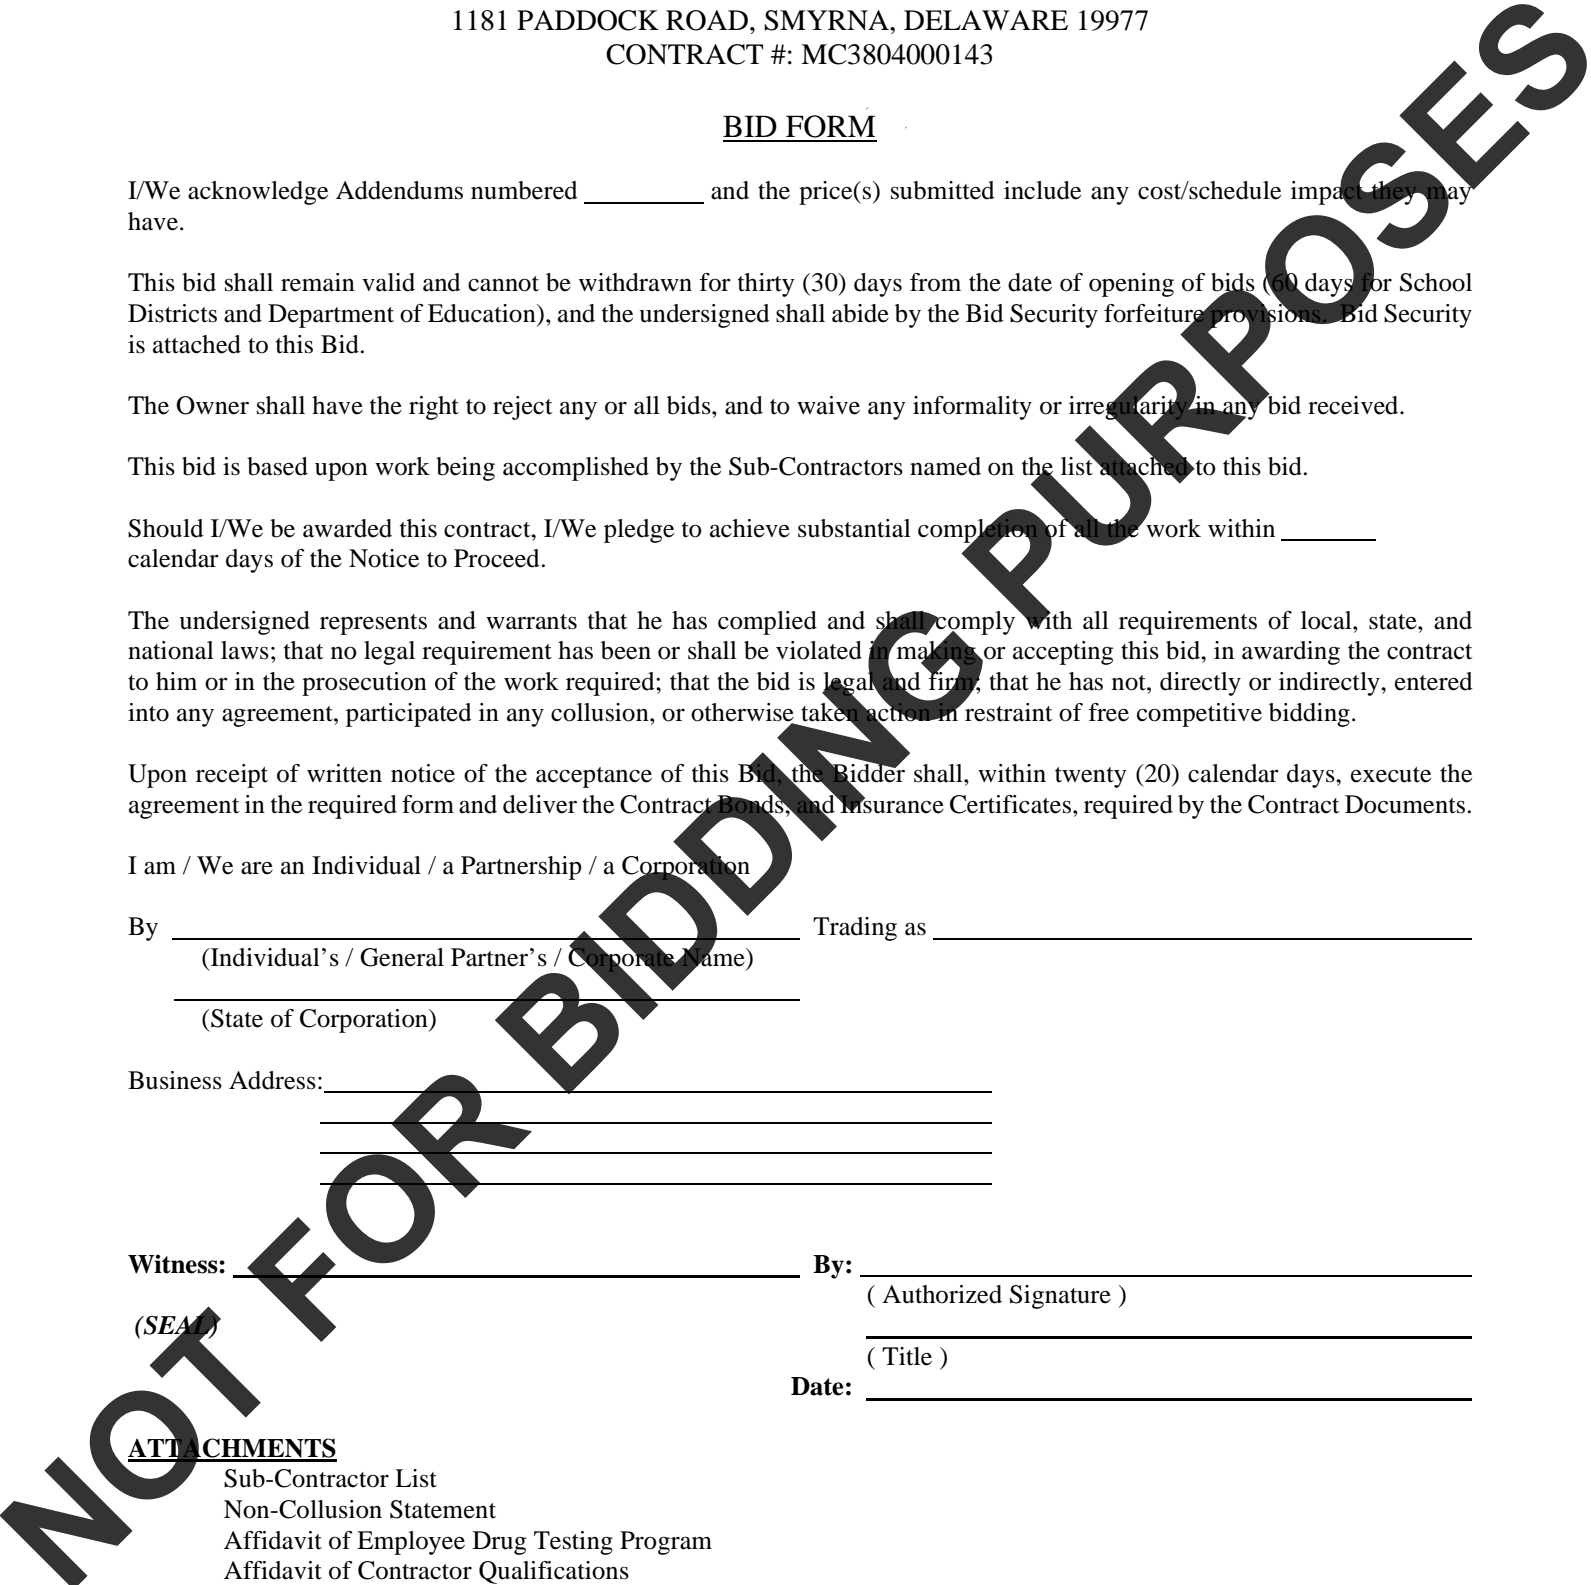 1181 PADDOCK ROAD, SMYRNA, DELAWARE 19977
CONTRACT #: MC3804000143
BID FORM
I/We acknowledge Addendums numbered ________ and the price(s) submitted include any cost/schedule impact they may
have.
This bid shall remain valid and cannot be withdrawn for thirty (30) days from the date of opening of bids (60 days for School
Districts and Department of Education), and the undersigned shall abide by the Bid Security forfeiture provisions. Bid Security
is attached to this Bid.
The Owner shall have the right to reject any or all bids, and to waive any informality or irregularity in any bid received.
This bid is based upon work being accomplished by the Sub-Contractors named on the list attached to this bid.
Should I/We be awarded this contract, I/We pledge to achieve substantial completion of all the work within _______
calendar days of the Notice to Proceed.
The undersigned represents and warrants that he has complied and shall comply with all requirements of local, state, and
national laws; that no legal requirement has been or shall be violated in making or accepting this bid, in awarding the contract
to him or in the prosecution of the work required; that the bid is legal and firm; that he has not, directly or indirectly, entered
into any agreement, participated in any collusion, or otherwise taken action in restraint of free competitive bidding.
Upon receipt of written notice of the acceptance of this Bid, the Bidder shall, within twenty (20) calendar days, execute the
agreement in the required form and deliver the Contract Bonds, and Insurance Certificates, required by the Contract Documents.
I am / We are an Individual / a Partnership / a Corporation
By ________ Trading as ________
(Individual’s / General Partner’s / Corporate Name)
(State of Corporation)
Business Address: ________
Witness: ________ By: ________
( Authorized Signature )
(SEAL)
( Title )
Date: ________
ATTACHMENTS
Sub-Contractor List
Non-Collusion Statement
Affidavit of Employee Drug Testing Program
Affidavit of Contractor Qualifications
NOT FOR BIDDING PURPOSES